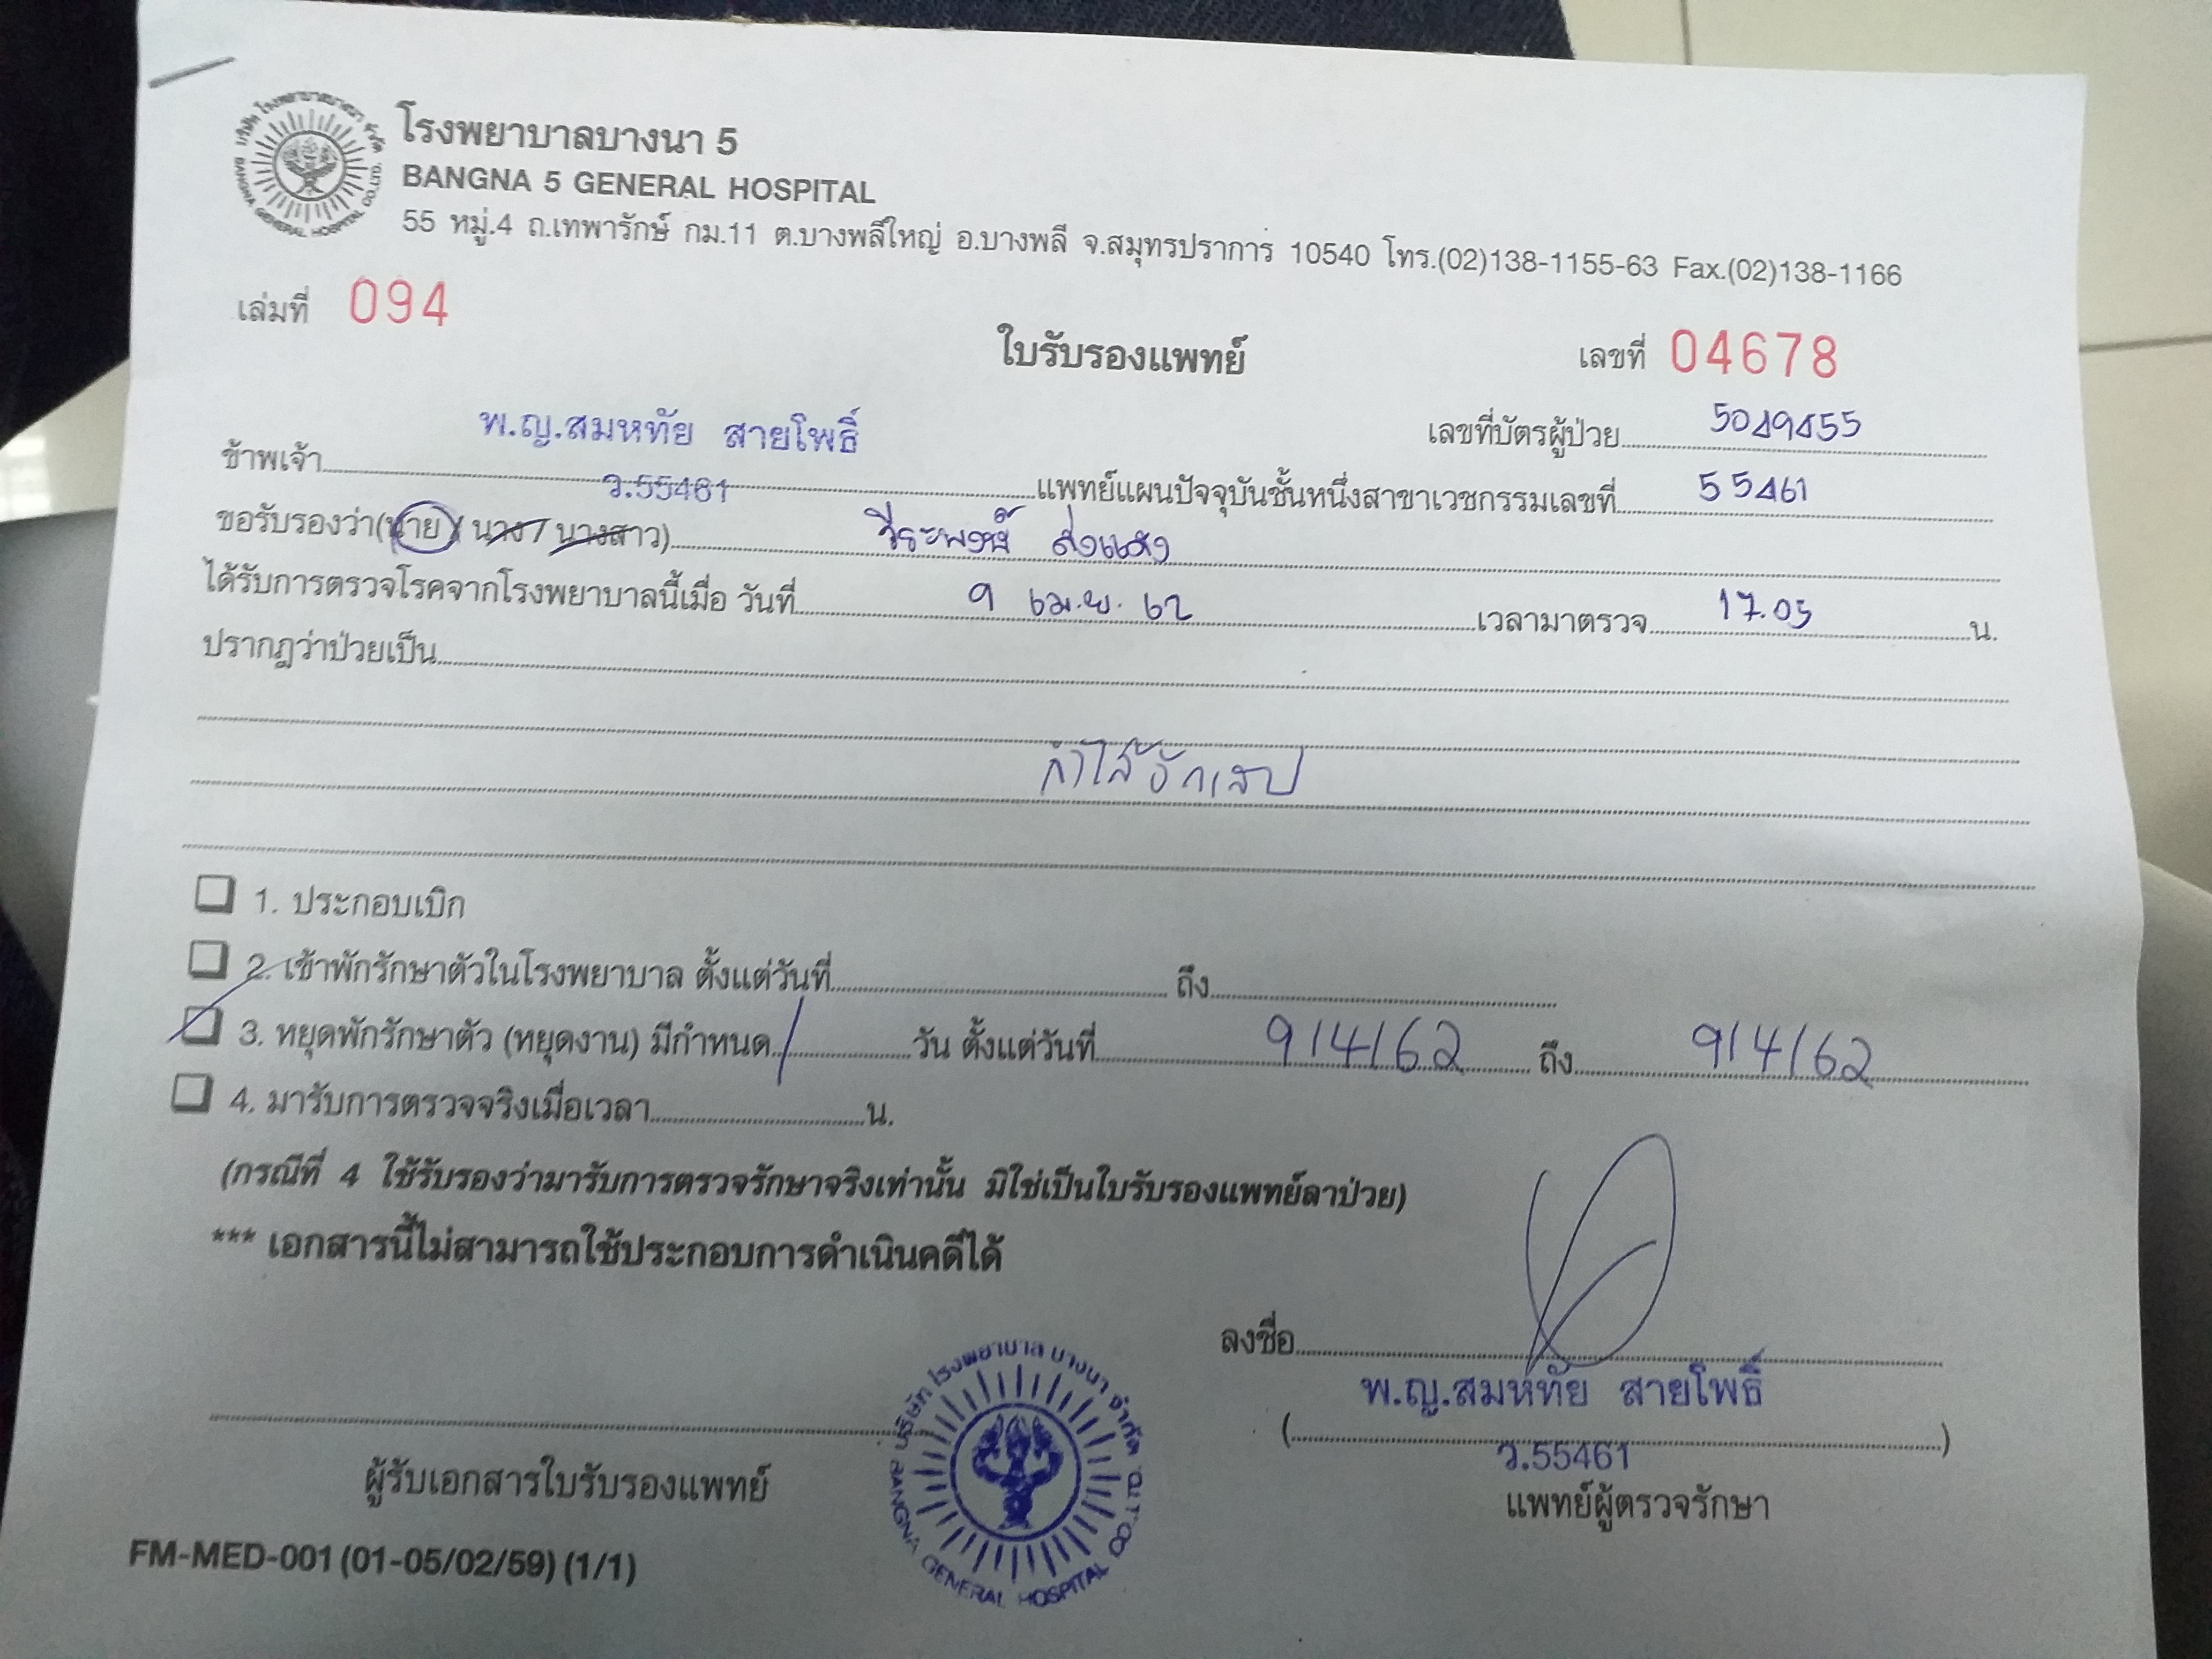 โรงพยาบาลบางนา 5
BANGNA 5 GENERAL HOSPITAL
55 หมู่.4 ถ.เทพารักษ์ กม.11 ต.บางพลีใหญ่ อ.บางพลี จ.สมุทรปราการ 10540 โทร.(02)138-1155-63 Fax.(02)138-1166
เล่มที่ 094
ใบรับรองแพทย์ เลขที่ 04678
เลขที่บัตรผู้ป่วย 5049455
ข้าพเจ้า พ.ญ.สมหทัย สายโพธิ์ ว.55461 แพทย์แผนปัจจุบันชั้นหนึ่งสาขาเวชกรรมเลขที่ 55461
ขอรับรองว่า(นาย / นาง / นางสาว) วีระพงษ์ ส่งแสง
ได้รับการตรวจโรคจากโรงพยาบาลนี้เมื่อ วันที่ 9 เม.ย. 62 เวลามาตรวจ 17.05 น.
ปรากฎว่าป่วยเป็น
ลำไส้อักเสบ
1. ประกอบเบิก
2. เข้าพักรักษาตัวในโรงพยาบาล ตั้งแต่วันที่ ถึง
3. หยุดพักรักษาตัว (หยุดงาน) มีกำหนด 1 วัน ตั้งแต่วันที่ 9/4/62 ถึง 9/4/62
4. มารับการตรวจจริงเมื่อเวลา น.
(กรณีที่ 4 ใช้รับรองว่ามารับการตรวจรักษาจริงเท่านั้น มิใช่เป็นใบรับรองแพทย์ลาป่วย)
*** เอกสารนี้ไม่สามารถใช้ประกอบการดำเนินคดีได้
ลงชื่อ
พ.ญ.สมหทัย สายโพธิ์
ว.55461
ผู้รับเอกสารใบรับรองแพทย์ แพทย์ผู้ตรวจรักษา
บริษัท โรงพยาบาล บางนา จำกัด
BANGNA GENERAL HOSPITAL CO.,LTD.
FM-MED-001 (01-05/02/59) (1/1)